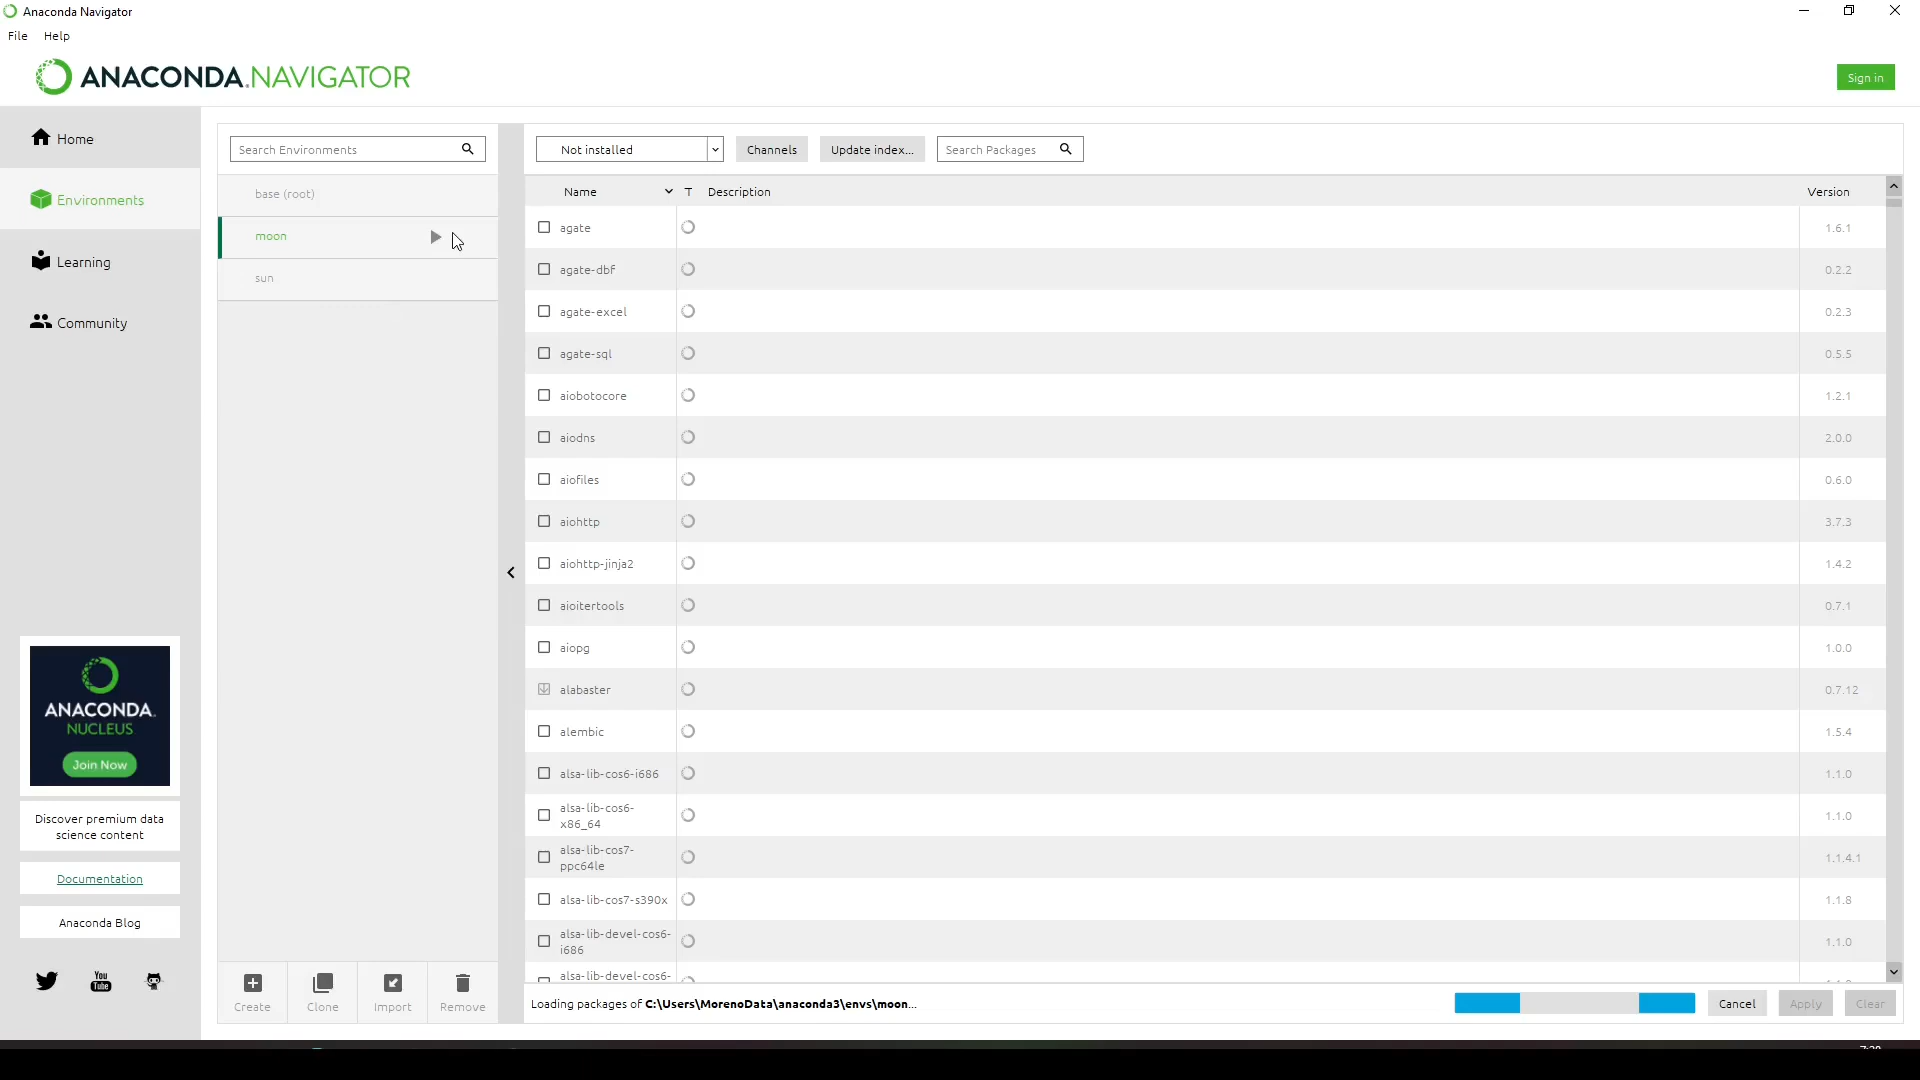 Anaconda Navigator
File Help
ANACONDA.NAVIGATOR
Sign in
Home
Environments
Learning
Community
ANACONDA.
NUCLEUS
Join Now
Discover premium data
science content
Documentation
Anaconda Blog
You
Tube
Search Environments
base (root)
moon
sun
Create Clone Import Remove
Not installed Channels Update index... Search Packages
Name T Description Version
agate 1.6.1
agate-dbf 0.2.2
agate-excel 0.2.3
agate-sql 0.5.5
aiobotocore 1.2.1
aiodns 2.0.0
aiofiles 0.6.0
aiohttp 3.7.3
aiohttp-jinja2 1.4.2
aioitertools 0.7.1
aiopg 1.0.0
alabaster 0.7.12
alembic 1.5.4
alsa-lib-cos6-i686 1.1.0
alsa-lib-cos6-
x86_64 1.1.0
alsa-lib-cos7-
ppc64le 1.1.4.1
alsa-lib-cos7-s390x 1.1.8
alsa-lib-devel-cos6-
i686 1.1.0
alsa-lib-devel-cos6-
Loading packages of C:\Users\MorenoData\anaconda3\envs\moon... Cancel Apply Clear